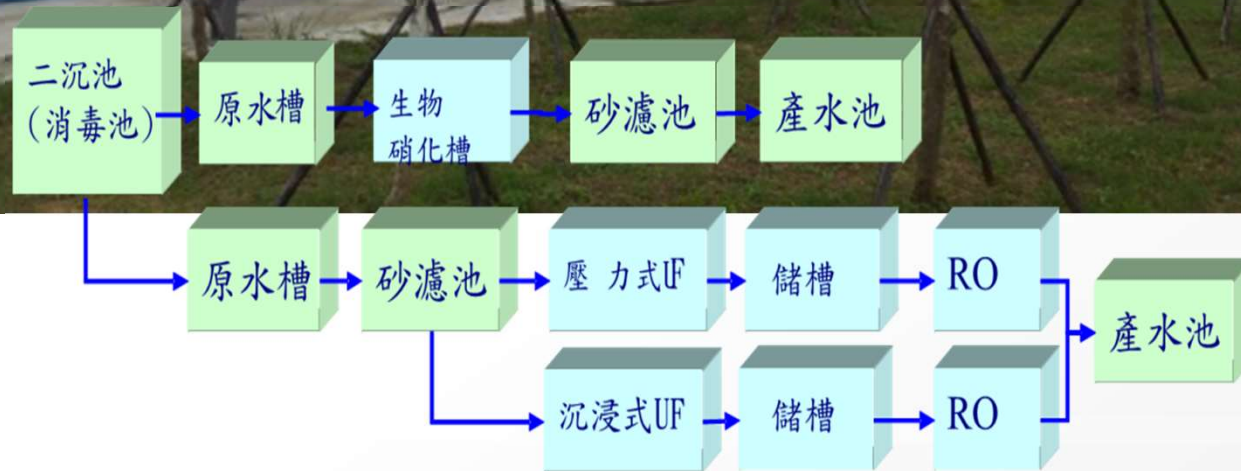 二沉池
(消毒池)
原水槽
生物
硝化槽
砂濾池
產水池
原水槽
砂濾池
壓 力式UF
儲槽
RO
產水池
沉浸式UF
儲槽
RO